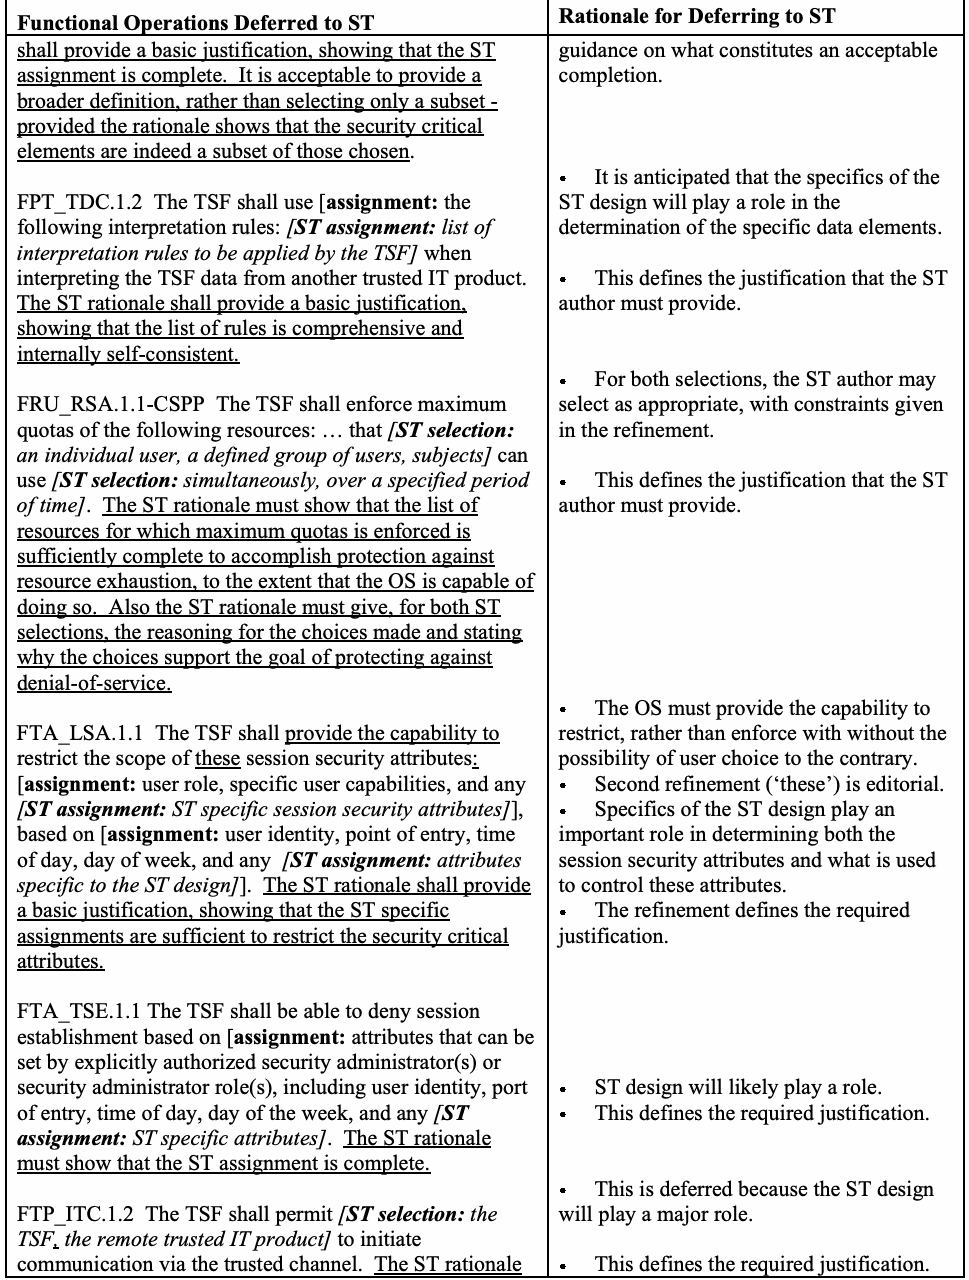 Functional Operations Deferred to ST
shall provide a basic justification, showing that the ST
assignment is complete.  It is acceptable to provide a
broader definition, rather than selecting only a subset -
provided the rationale shows that the security critical
elements are indeed a subset of those chosen.
FPT_TDC.1.2  The TSF shall use [assignment: the
following interpretation rules: [ST assignment: list of
interpretation rules to be applied by the TSF] when
interpreting the TSF data from another trusted IT product.
The ST rationale shall provide a basic justification,
showing that the list of rules is comprehensive and
internally self-consistent.
FRU_RSA.1.1-CSPP  The TSF shall enforce maximum
quotas of the following resources: … that [ST selection:
an individual user, a defined group of users, subjects] can
use [ST selection: simultaneously, over a specified period
of time].  The ST rationale must show that the list of
resources for which maximum quotas is enforced is
sufficiently complete to accomplish protection against
resource exhaustion, to the extent that the OS is capable of
doing so.  Also the ST rationale must give, for both ST
selections, the reasoning for the choices made and stating
why the choices support the goal of protecting against
denial-of-service.
FTA_LSA.1.1  The TSF shall provide the capability to
restrict the scope of these session security attributes:
[assignment: user role, specific user capabilities, and any
[ST assignment: ST specific session security attributes]],
based on [assignment: user identity, point of entry, time
of day, day of week, and any  [ST assignment: attributes
specific to the ST design]].  The ST rationale shall provide
a basic justification, showing that the ST specific
assignments are sufficient to restrict the security critical
attributes.
FTA_TSE.1.1 The TSF shall be able to deny session
establishment based on [assignment: attributes that can be
set by explicitly authorized security administrator(s) or
security administrator role(s), including user identity, port
of entry, time of day, day of the week, and any [ST
assignment: ST specific attributes].  The ST rationale
must show that the ST assignment is complete.
FTP_ITC.1.2  The TSF shall permit [ST selection: the
TSF, the remote trusted IT product] to initiate
communication via the trusted channel.  The ST rationale
Rationale for Deferring to ST
guidance on what constitutes an acceptable
completion.
• It is anticipated that the specifics of the
ST design will play a role in the
determination of the specific data elements.
• This defines the justification that the ST
author must provide.
• For both selections, the ST author may
select as appropriate, with constraints given
in the refinement.
• This defines the justification that the ST
author must provide.
• The OS must provide the capability to
restrict, rather than enforce with without the
possibility of user choice to the contrary.
• Second refinement (‘these’) is editorial.
• Specifics of the ST design play an
important role in determining both the
session security attributes and what is used
to control these attributes.
• The refinement defines the required
justification.
• ST design will likely play a role.
• This defines the required justification.
• This is deferred because the ST design
will play a major role.
• This defines the required justification.